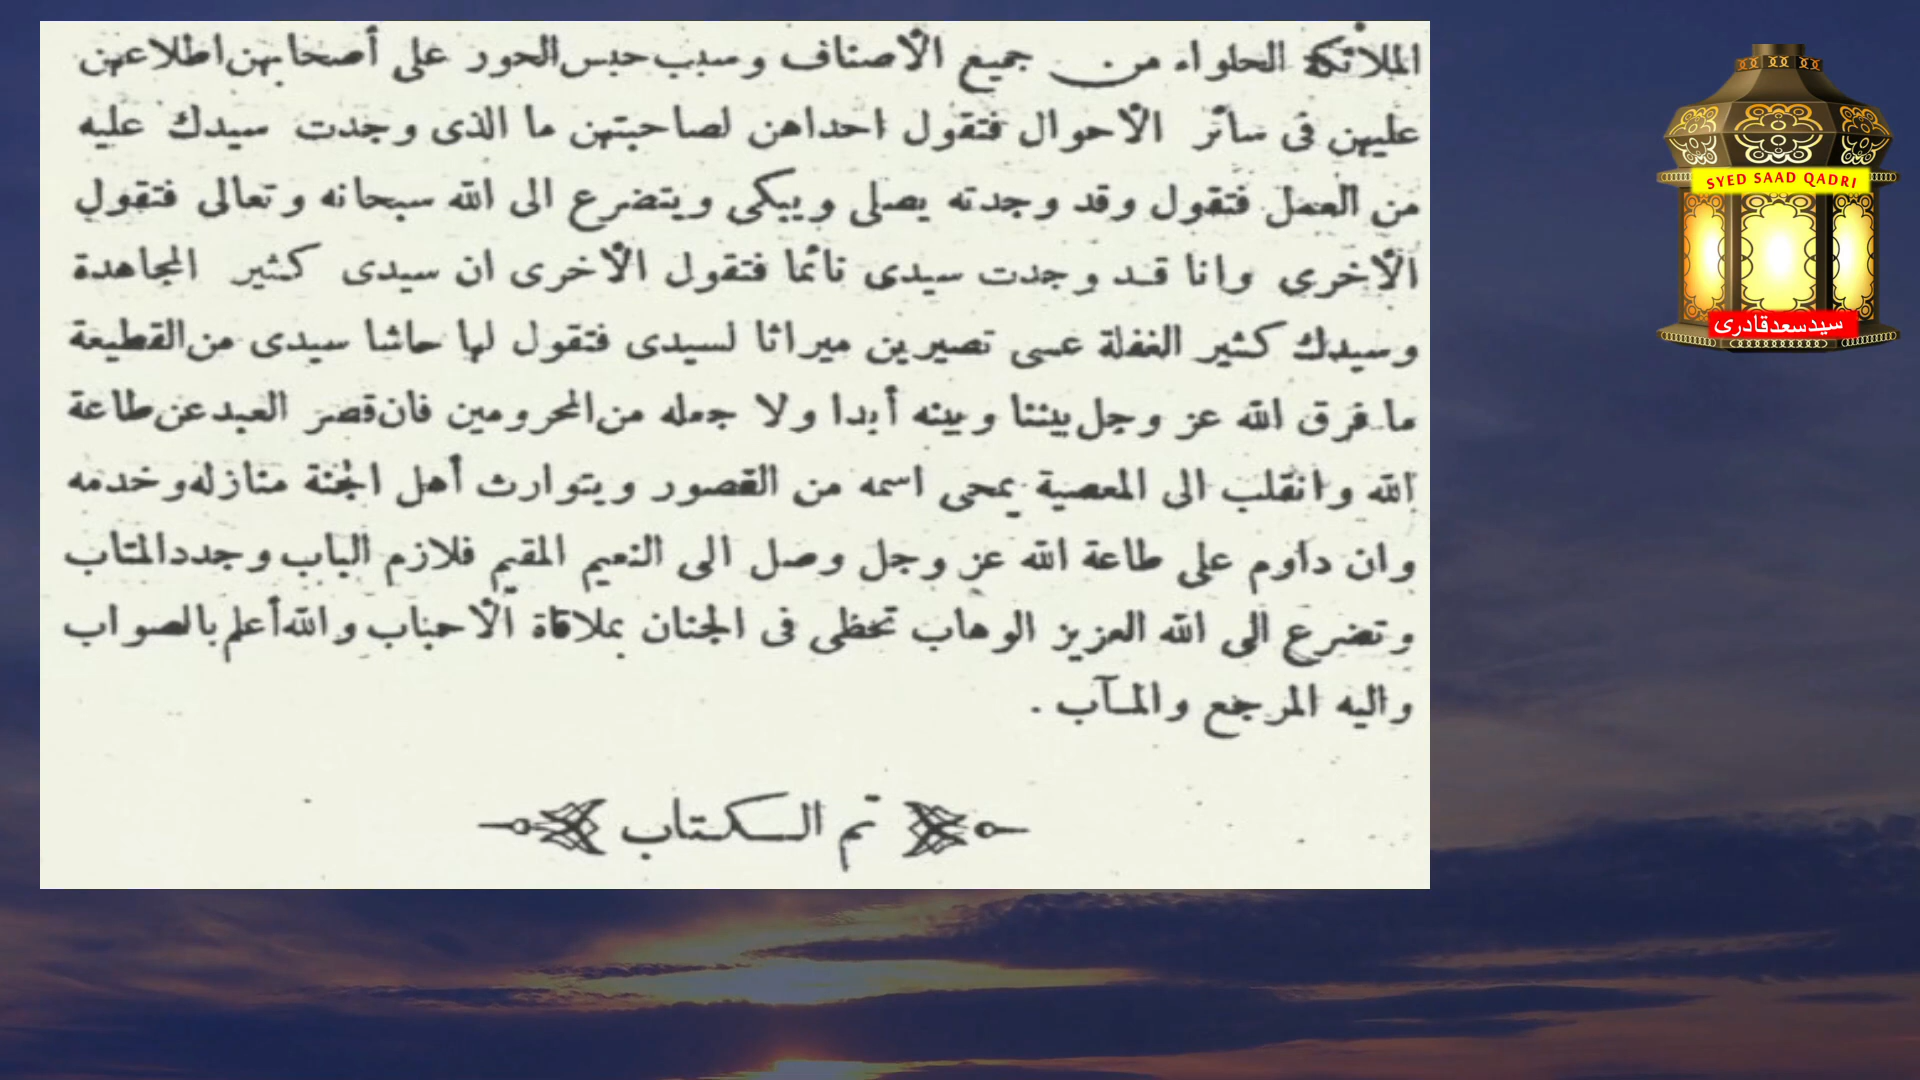 الملائكة الحلواء من جميع الأصناف وسبب حبس الحور على أصحابهن اطلاعهن
عليهن فى سائر الأحوال فتقول احداهن لصاحبتهن ما الذى وجدت سيدك عليه
من العمل فتقول وقد وجدته يصلى ويبكى ويتضرع الى الله سبحانه وتعالى فتقول
الأخرى وانا قد وجدت سيدى نائما فتقول الأخرى ان سيدى كثير المجاهدة
وسيدك كثير الغفلة عسى تصيرين ميراثا لسيدى فتقول لها حاشا سيدى من القطيعة
ما فرق الله عز وجل بيننا وبينه أبدا ولا جعله من المحرومين فان قصر العبد عن طاعة
الله وانقلب الى المعصية يمحى اسمه من القصور ويتوارث أهل الجنة منازله وخدمه
وان داوم على طاعة الله عز وجل وصل الى النعيم المقيم فلازم الباب وجدد المتاب
وتضرع الى الله العزيز الوهاب تحظى فى الجنان بملاقاة الأحباب والله أعلم بالصواب
واليه المرجع والمآب .
تم الكتاب
SYED SAAD QADRI
سیدسعدقادری